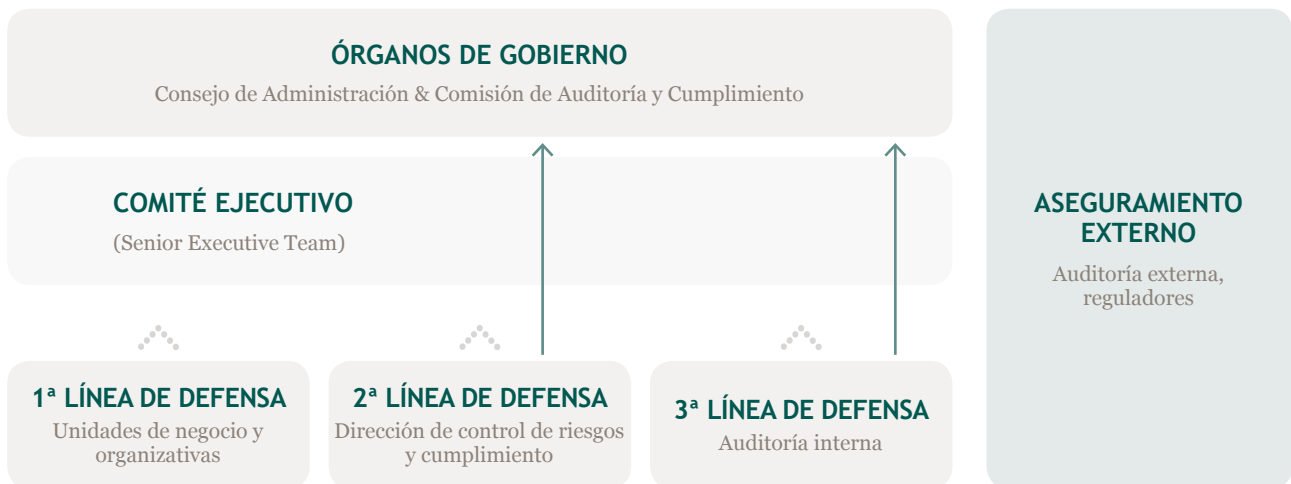 ÓRGANOS DE GOBIERNO
Consejo de Administración & Comisión de Auditoría y Cumplimiento
COMITÉ EJECUTIVO
(Senior Executive Team)
1ª LÍNEA DE DEFENSA
Unidades de negocio y
organizativas
2ª LÍNEA DE DEFENSA
Dirección de control de riesgos
y cumplimiento
3ª LÍNEA DE DEFENSA
Auditoría interna
ASEGURAMIENTO
EXTERNO
Auditoría externa,
reguladores